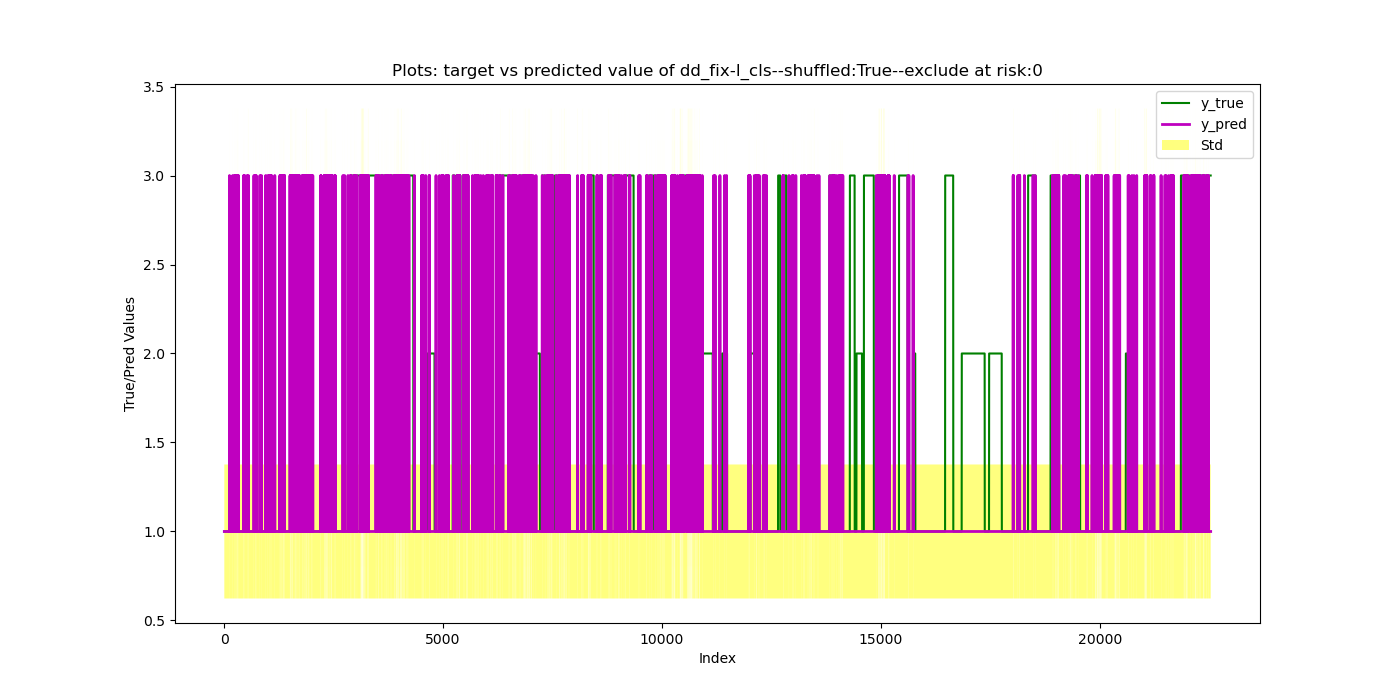 Plots: target vs predicted value of dd_fix-l_cls--shuffled:True--exclude at risk:0
3.5
3.0
2.5
2.0
1.5
1.0
0.5
True/Pred Values
y_true
y_pred
Std
0
5000
10000
15000
20000
Index